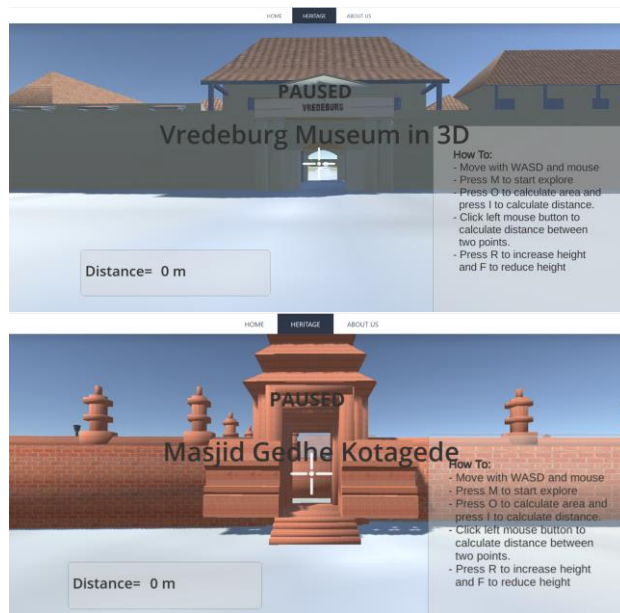 HOME HERITAGE ABOUT US
PAUSED
VREDEBURG
Vredeburg Museum in 3D
How To:
- Move with WASD and mouse
- Press M to start explore
- Press O to calculate area and
press I to calculate distance.
- Click left mouse button to
calculate distance between
two points.
- Press R to increase height
and F to reduce height
Distance= 0 m
HOME HERITAGE ABOUT US
PAUSED
Masjid Gedhe Kotagede
How To:
- Move with WASD and mouse
- Press M to start explore
- Press O to calculate area and
press I to calculate distance.
- Click left mouse button to
calculate distance between
two points.
- Press R to increase height
and F to reduce height
Distance= 0 m